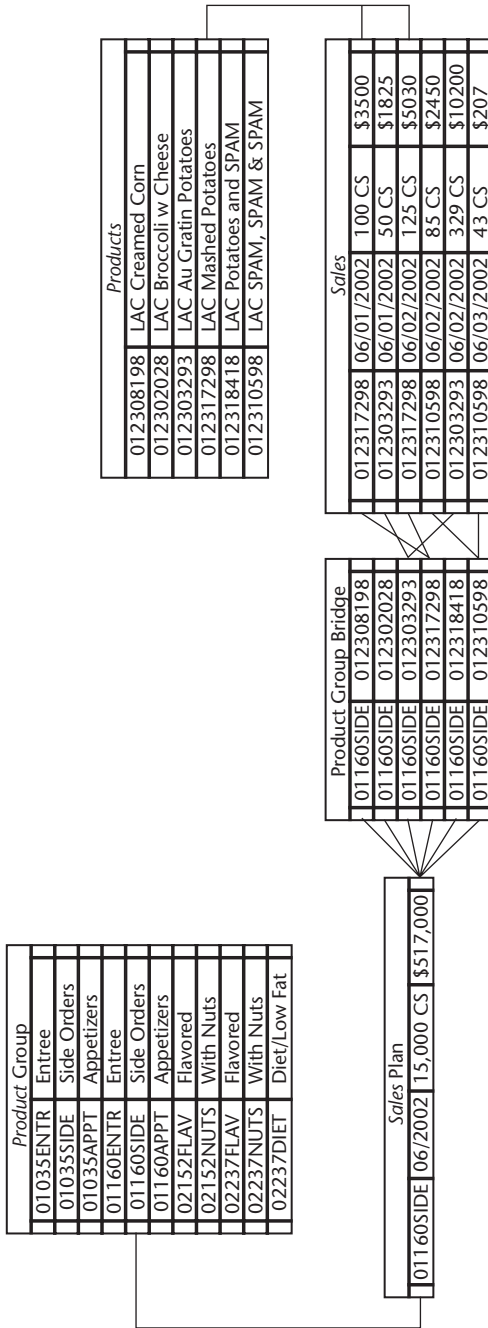 Product Group
01035ENTR Entree
01035SIDE Side Orders
01035APPT Appetizers
01160ENTR Entree
01160SIDE Side Orders
01160APPT Appetizers
02152FLAV Flavored
02152NUTS With Nuts
02237FLAV Flavored
02237NUTS With Nuts
02237DIET Diet/Low Fat
Products
012308198 LAC Creamed Corn
012302028 LAC Broccoli w Cheese
012303293 LAC Au Gratin Potatoes
012317298 LAC Mashed Potatoes
012318418 LAC Potatoes and SPAM
012310598 LAC SPAM, SPAM & SPAM
Sales Plan
01160SIDE 06/2002 15,000 CS $517,000
Product Group Bridge
01160SIDE 012308198
01160SIDE 012302028
01160SIDE 012303293
01160SIDE 012317298
01160SIDE 012318418
01160SIDE 012310598
Sales
012317298 06/01/2002 100 CS $3500
012303293 06/01/2002 50 CS $1825
012317298 06/02/2002 125 CS $5030
012310598 06/02/2002 85 CS $2450
012303293 06/02/2002 329 CS $10200
012310598 06/03/2002 43 CS $207